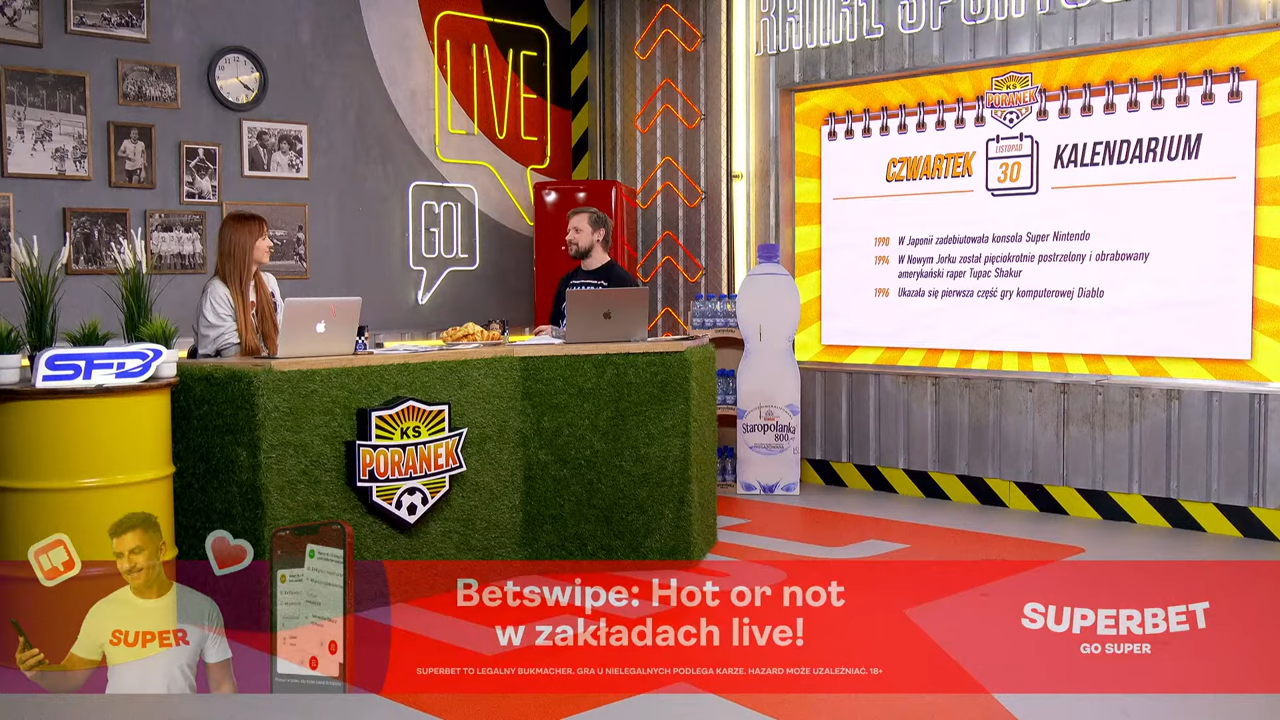 KANAŁ SPORTOWY
LIVE
GOL
KS
PORANEK
LISTOPAD
CZWARTEK
30
KALENDARIUM
1990 W Japonii zadebiutowała konsola Super Nintendo
1994 W Nowym Jorku został pięciokrotnie postrzelony i obrabowany
amerykański raper Tupac Shakur
1996 Ukazała się pierwsza część gry komputerowej Diablo
SFD
KS
PORANEK
Staropolanka
800
SUPER
Betswipe: Hot or not
w zakładach live!
SUPERBET TO LEGALNY BUKMACHER. GRA U NIELEGALNYCH PODLEGA KARZE. HAZARD MOŻE UZALEŻNIAĆ. 18+
SUPERBET
GO SUPER